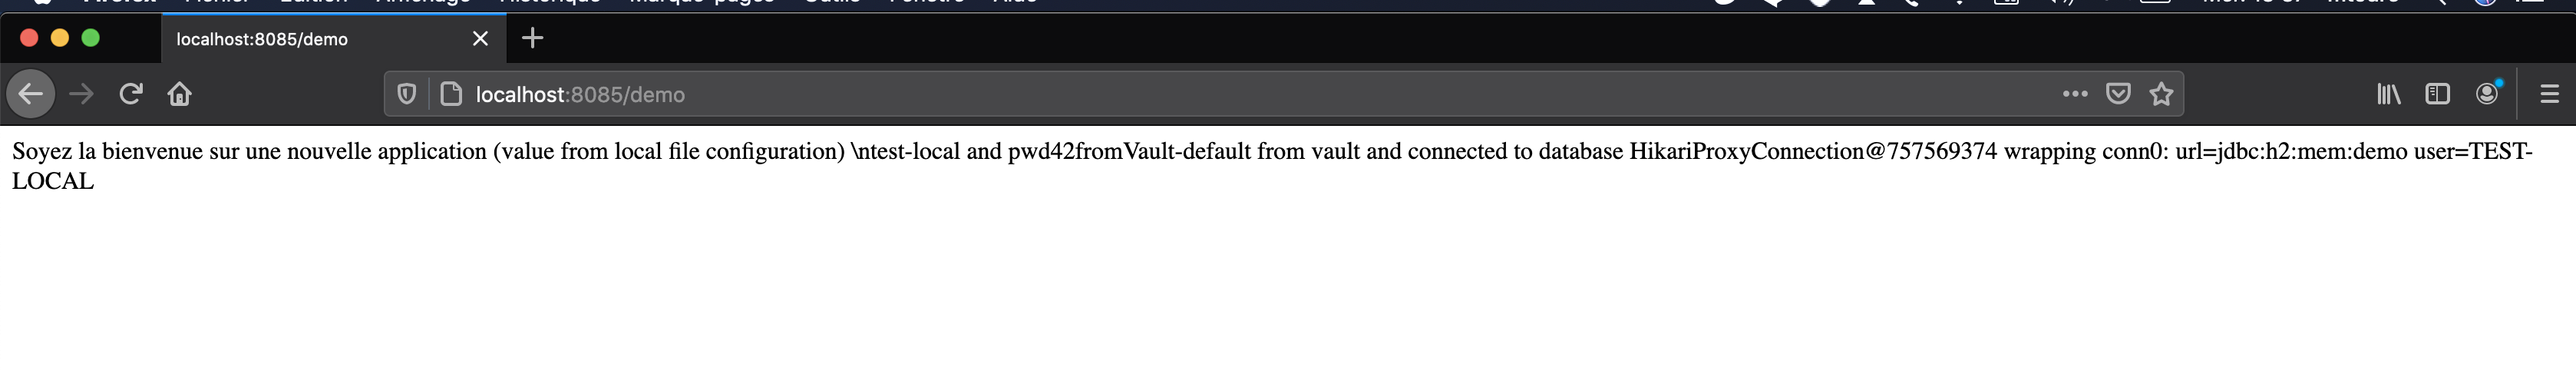 localhost:8085/demo
localhost:8085/demo
Soyez la bienvenue sur une nouvelle application (value from local file configuration) \ntest-local and pwd42fromVault-default from vault and connected to database HikariProxyConnection@757569374 wrapping conn0: url=jdbc:h2:mem:demo user=TEST-
LOCAL